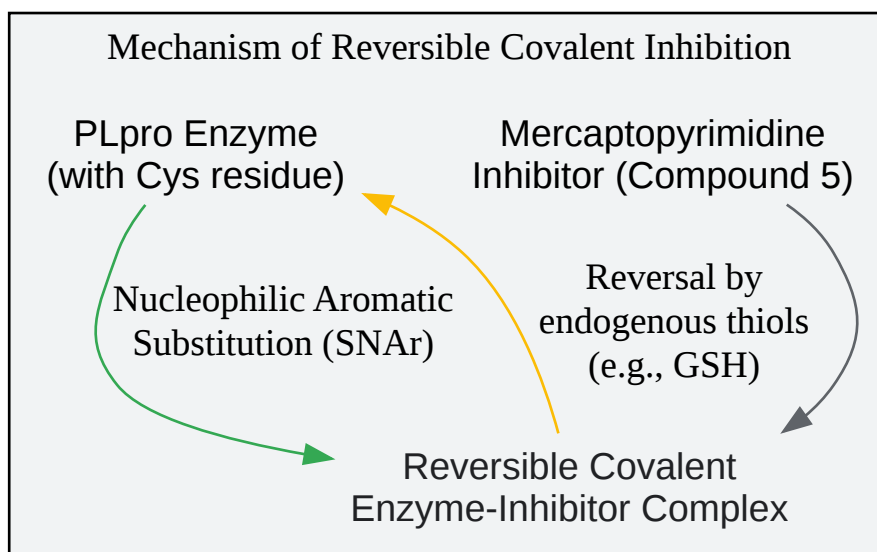 Mechanism of Reversible Covalent Inhibition
PLpro Enzyme
(with Cys residue)
Mercaptopyrimidine
Inhibitor (Compound 5)
Nucleophilic Aromatic
Substitution (SNAr)
Reversal by
endogenous thiols
(e.g., GSH)
Reversible Covalent
Enzyme-Inhibitor Complex